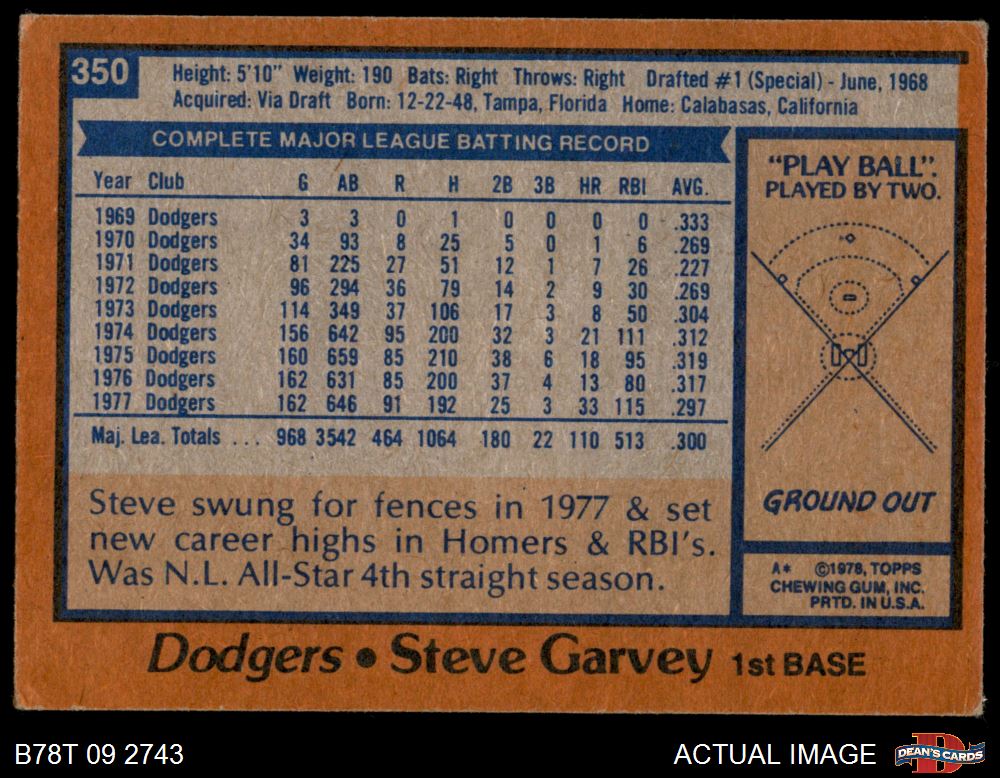 350
Height: 5'10" Weight: 190 Bats: Right Throws: Right Drafted #1 (Special) - June, 1968
Acquired: Via Draft Born: 12-22-48, Tampa, Florida Home: Calabasas, California
COMPLETE MAJOR LEAGUE BATTING RECORD
Year Club G AB R H 2B 3B HR RBI AVG.
1969 Dodgers 3 3 0 1 0 0 0 0 .333
1970 Dodgers 34 93 8 25 5 0 1 6 .269
1971 Dodgers 81 225 27 51 12 1 7 26 .227
1972 Dodgers 96 294 36 79 14 2 9 30 .269
1973 Dodgers 114 349 37 106 17 3 8 50 .304
1974 Dodgers 156 642 95 200 32 3 21 111 .312
1975 Dodgers 160 659 85 210 38 6 18 95 .319
1976 Dodgers 162 631 85 200 37 4 13 80 .317
1977 Dodgers 162 646 91 192 25 3 33 115 .297
Maj. Lea. Totals ... 968 3542 464 1064 180 22 110 513 .300
Steve swung for fences in 1977 & set
new career highs in Homers & RBI's.
Was N.L. All-Star 4th straight season.
"PLAY BALL".
PLAYED BY TWO.
GROUND OUT
A* ©1978, TOPPS
CHEWING GUM, INC.
PRTD. IN U.S.A.
Dodgers • Steve Garvey 1st BASE
B78T 09 2743
ACTUAL IMAGE
DEAN'S CARDS